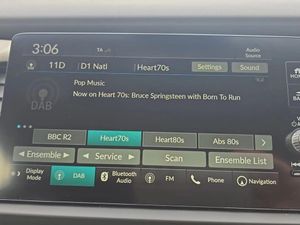 3:06 TA Audio Source
11D D1 Natl Heart70s Settings Sound
Pop Music
Now on Heart 70s: Bruce Springsteen with Born To Run
DAB
BBC R2 Heart70s Heart80s Abs 80s >
◄ Ensemble ► ◄ Service ► Scan Ensemble List
Display Mode DAB Bluetooth Audio FM Phone Navigation